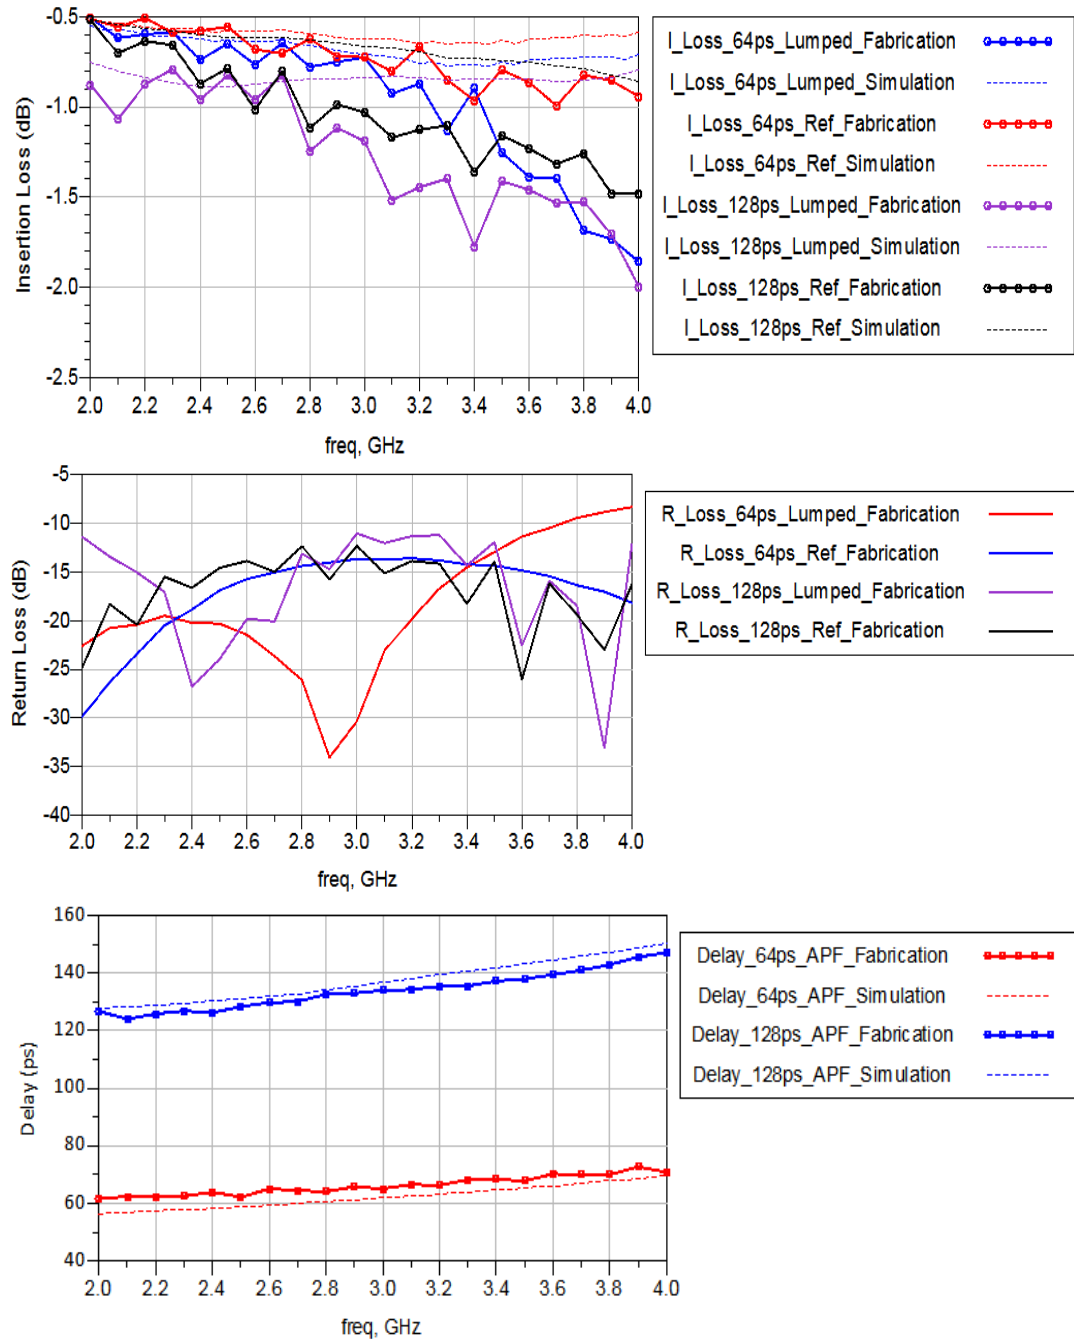 Insertion Loss (dB)
-0.5
-1.0
-1.5
-2.0
-2.5
2.0 2.2 2.4 2.6 2.8 3.0 3.2 3.4 3.6 3.8 4.0
freq, GHz
I_Loss_64ps_Lumped_Fabrication
I_Loss_64ps_Lumped_Simulation
I_Loss_64ps_Ref_Fabrication
I_Loss_64ps_Ref_Simulation
I_Loss_128ps_Lumped_Fabrication
I_Loss_128ps_Lumped_Simulation
I_Loss_128ps_Ref_Fabrication
I_Loss_128ps_Ref_Simulation
Return Loss (dB)
-5
-10
-15
-20
-25
-30
-35
-40
2.0 2.2 2.4 2.6 2.8 3.0 3.2 3.4 3.6 3.8 4.0
freq, GHz
R_Loss_64ps_Lumped_Fabrication
R_Loss_64ps_Ref_Fabrication
R_Loss_128ps_Lumped_Fabrication
R_Loss_128ps_Ref_Fabrication
Delay (ps)
160
140
120
100
80
60
40
2.0 2.2 2.4 2.6 2.8 3.0 3.2 3.4 3.6 3.8 4.0
freq, GHz
Delay_64ps_APF_Fabrication
Delay_64ps_APF_Simulation
Delay_128ps_APF_Fabrication
Delay_128ps_APF_Simulation